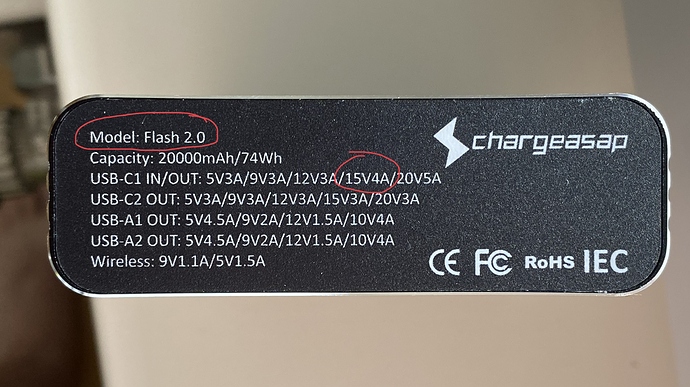 Model: Flash 2.0
chargeasap
Capacity: 20000mAh/74Wh
USB-C1 IN/OUT: 5V3A/9V3A/12V3A/15V4A/20V5A
USB-C2 OUT: 5V3A/9V3A/12V3A/15V3A/20V3A
USB-A1 OUT: 5V4.5A/9V2A/12V1.5A/10V4A
USB-A2 OUT: 5V4.5A/9V2A/12V1.5A/10V4A
Wireless: 9V1.1A/5V1.5A
CE FC RoHS IEC